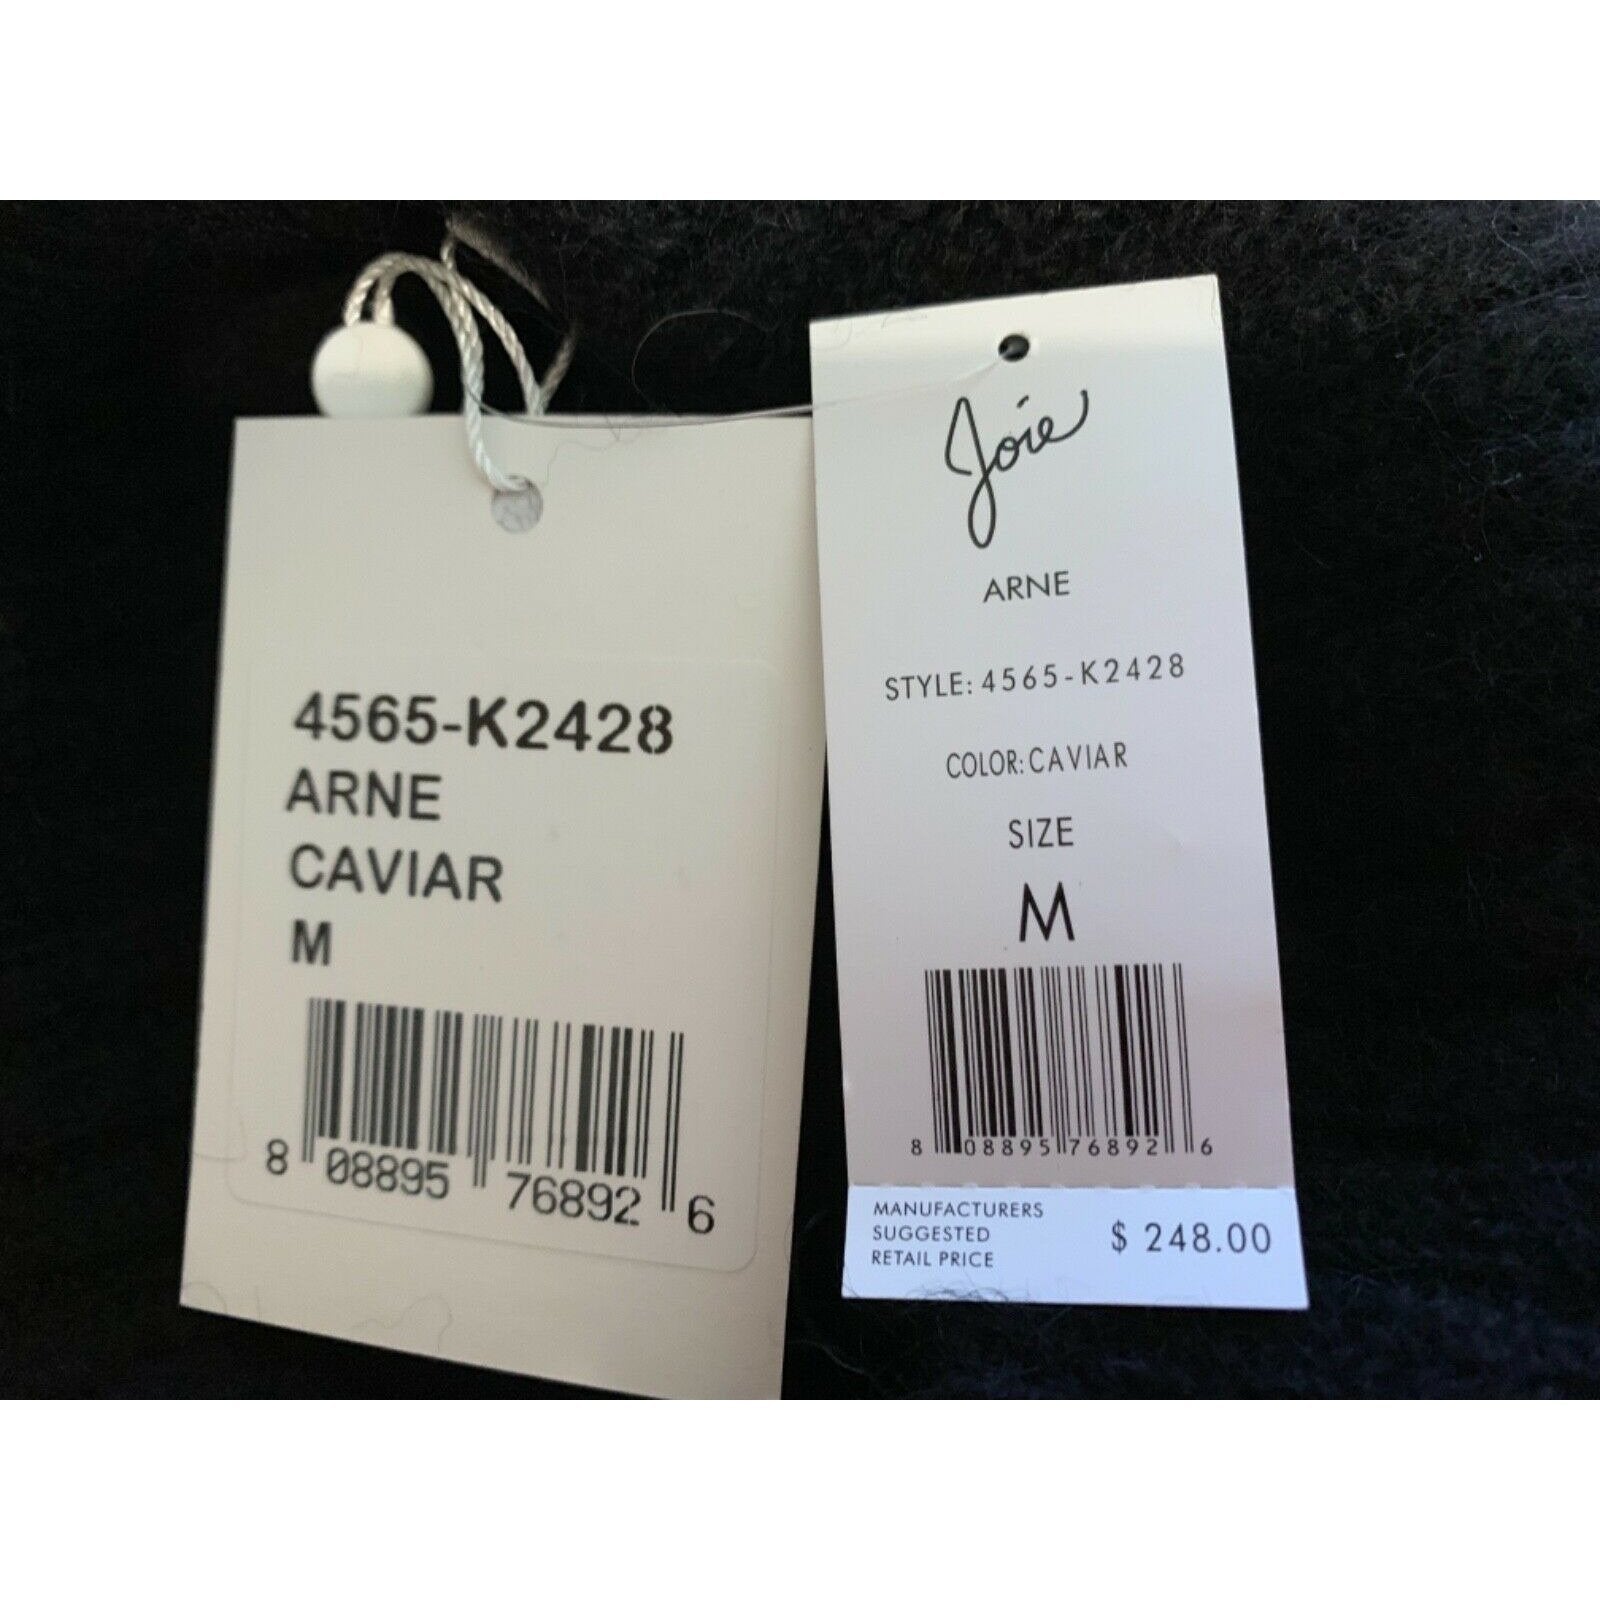 4565-K2428
ARNE
CAVIAR
M
8 08895 76892 6
Joie
ARNE
STYLE: 4565-K2428
COLOR: CAVIAR
SIZE
M
8 08895 76892 6
MANUFACTURERS
SUGGESTED
RETAIL PRICE
$ 248.00